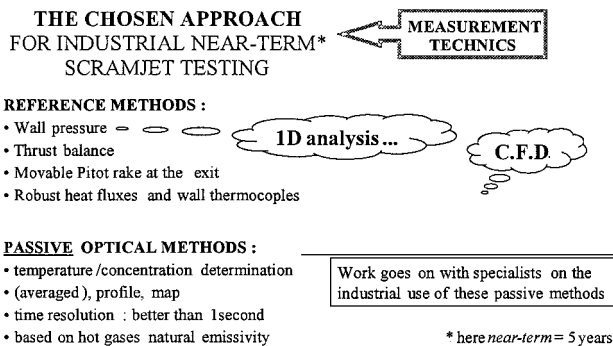 THE CHOSEN APPROACH
FOR INDUSTRIAL NEAR-TERM*
SCRAMJET TESTING
MEASUREMENT
TECHNICS
REFERENCE METHODS :
• Wall pressure
1D analysis ...
• Thrust balance
C.F.D.
• Movable Pitot rake at the exit
• Robust heat fluxes and wall thermocoples
PASSIVE OPTICAL METHODS :
• temperature /concentration determination
• (averaged ), profile, map
• time resolution : better than 1second
• based on hot gases natural emissivity
Work goes on with specialists on the
industrial use of these passive methods
* here near-term = 5 years